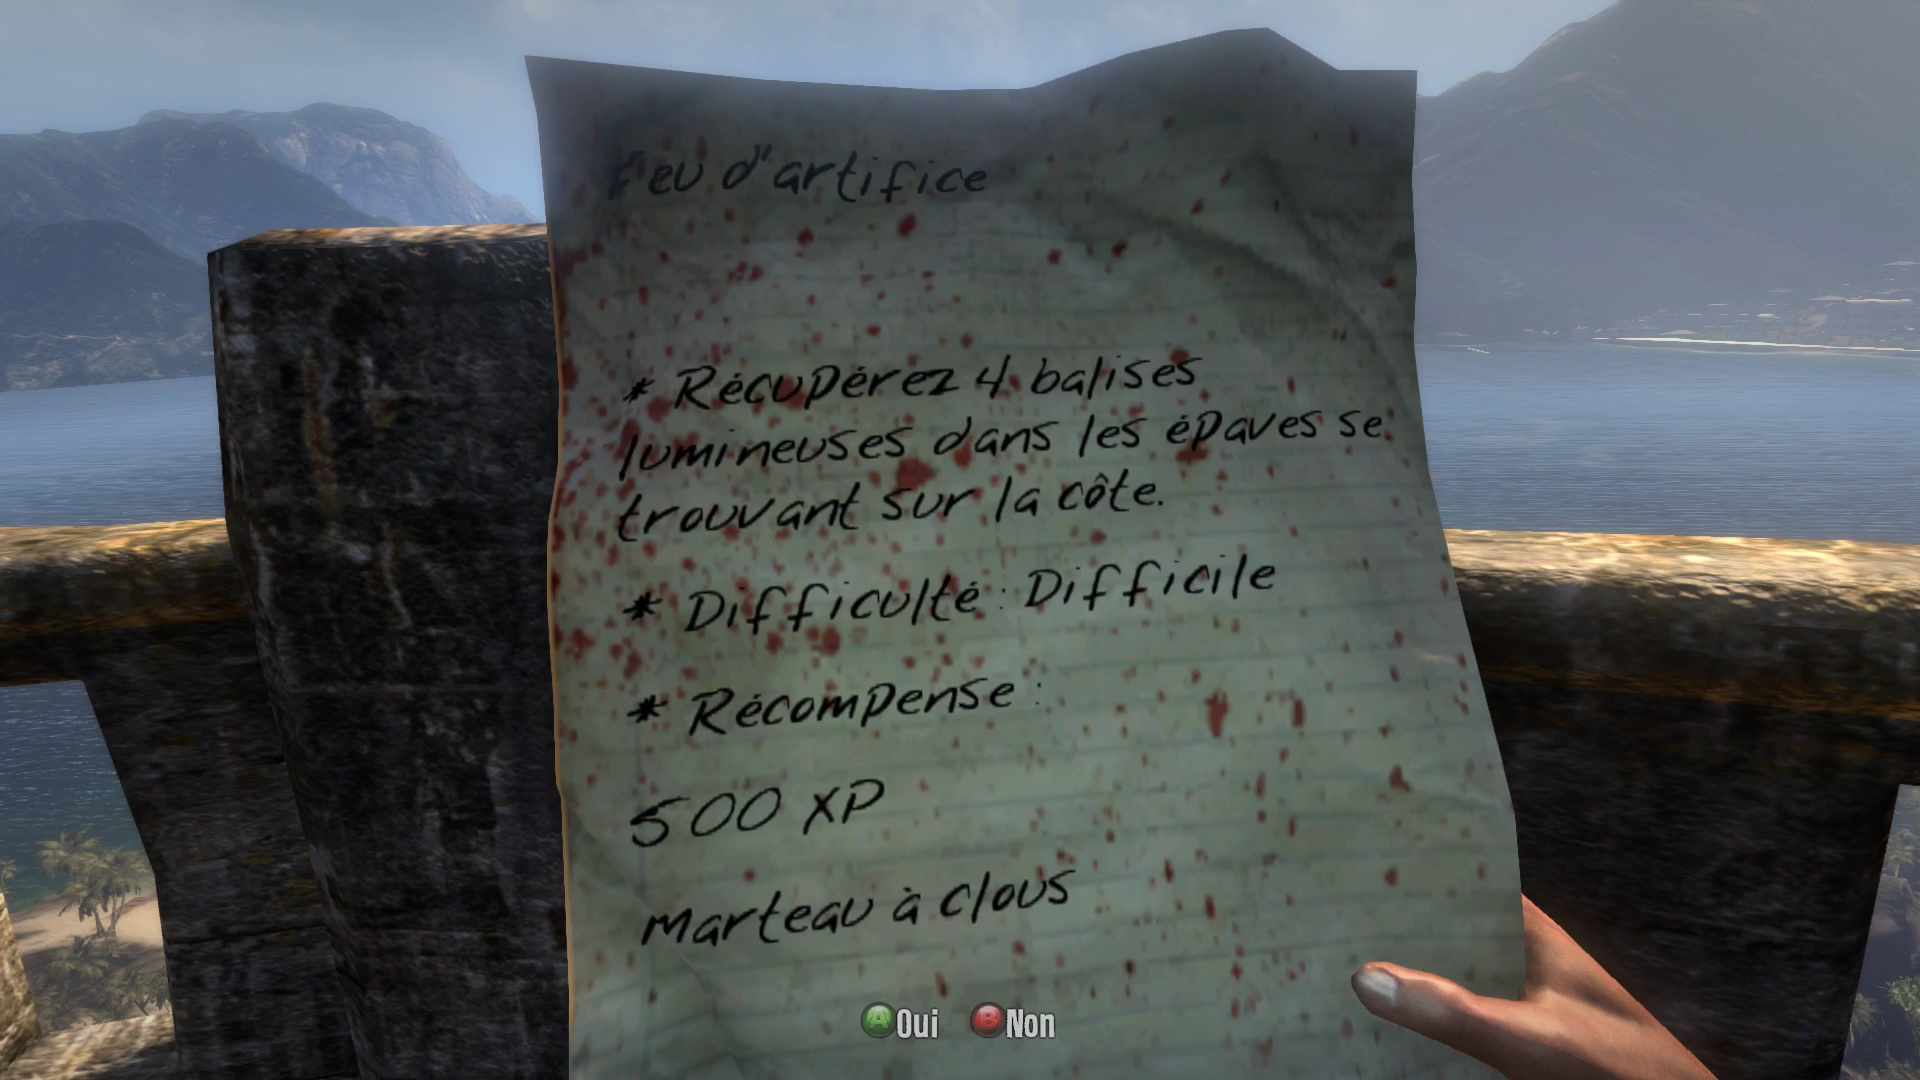 Feu d'artifice
* Récupérez 4 balises
lumineuses dans les épaves se
trouvant sur la côte.
* Difficulté : Difficile
* Récompense :
500 XP
Marteau à clous
A Oui B Non